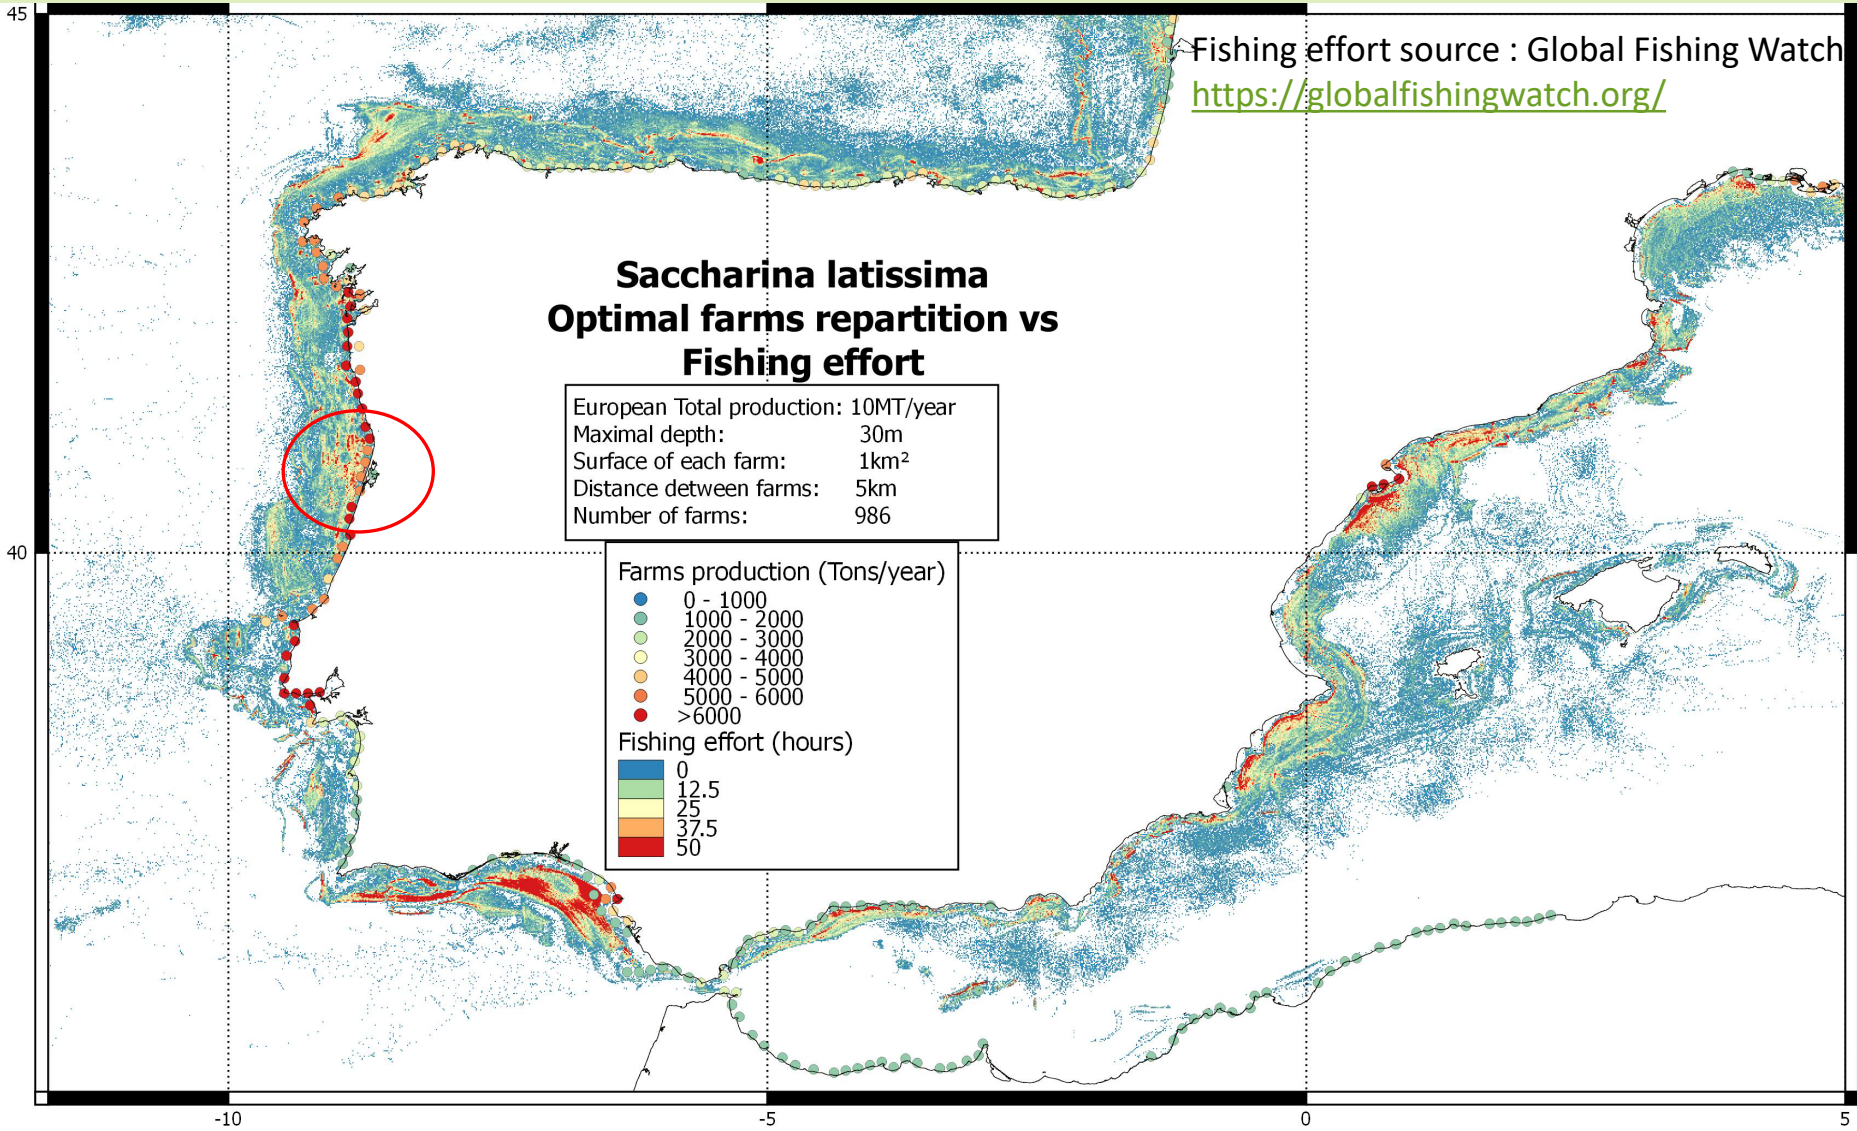 45
Fishing effort source : Global Fishing Watch
https://globalfishingwatch.org/
Saccharina latissima
Optimal farms repartition vs
Fishing effort
European Total production: 10MT/year
Maximal depth: 30m
Surface of each farm: 1km²
Distance detween farms: 5km
Number of farms: 986
40
Farms production (Tons/year)
0 - 1000
1000 - 2000
2000 - 3000
3000 - 4000
4000 - 5000
5000 - 6000
>6000
Fishing effort (hours)
0
12.5
25
37.5
50
-10 -5 0 5